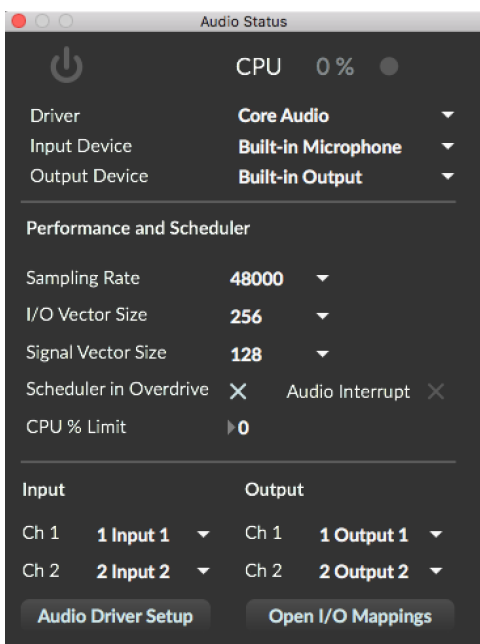 Audio Status
CPU 0 %
Driver Core Audio
Input Device Built-in Microphone
Output Device Built-in Output
Performance and Scheduler
Sampling Rate 48000
I/O Vector Size 256
Signal Vector Size 128
Scheduler in Overdrive Audio Interrupt
CPU % Limit 0
Input Output
Ch 1 1 Input 1 Ch 1 1 Output 1
Ch 2 2 Input 2 Ch 2 2 Output 2
Audio Driver Setup Open I/O Mappings